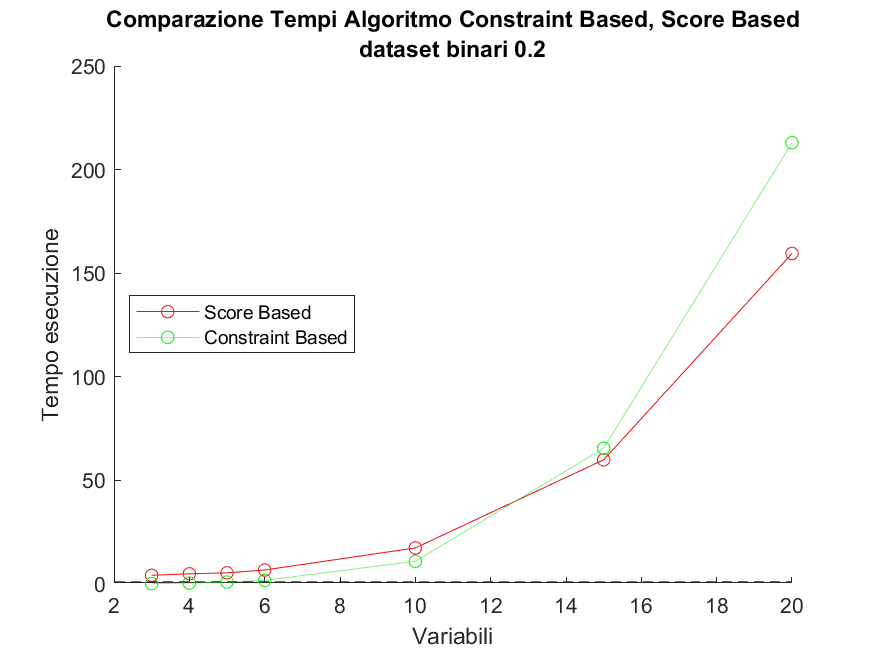 Comparazione Tempi Algoritmo Constraint Based, Score Based
dataset binari 0.2
250
200
150
100
50
0
Tempo esecuzione
Score Based
Constraint Based
2 4 6 8 10 12 14 16 18 20
Variabili